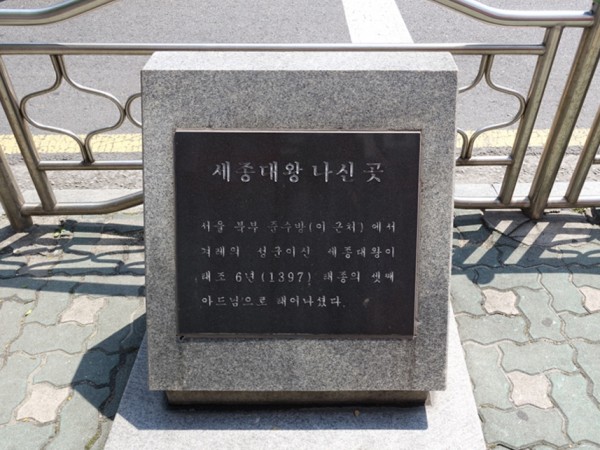 세종대왕 나신 곳
서울 북부 준수방(이 근처)에서
겨레의 성군이신 세종대왕이
태조 6년(1397) 태종의 셋째
아드님으로 태어나셨다.